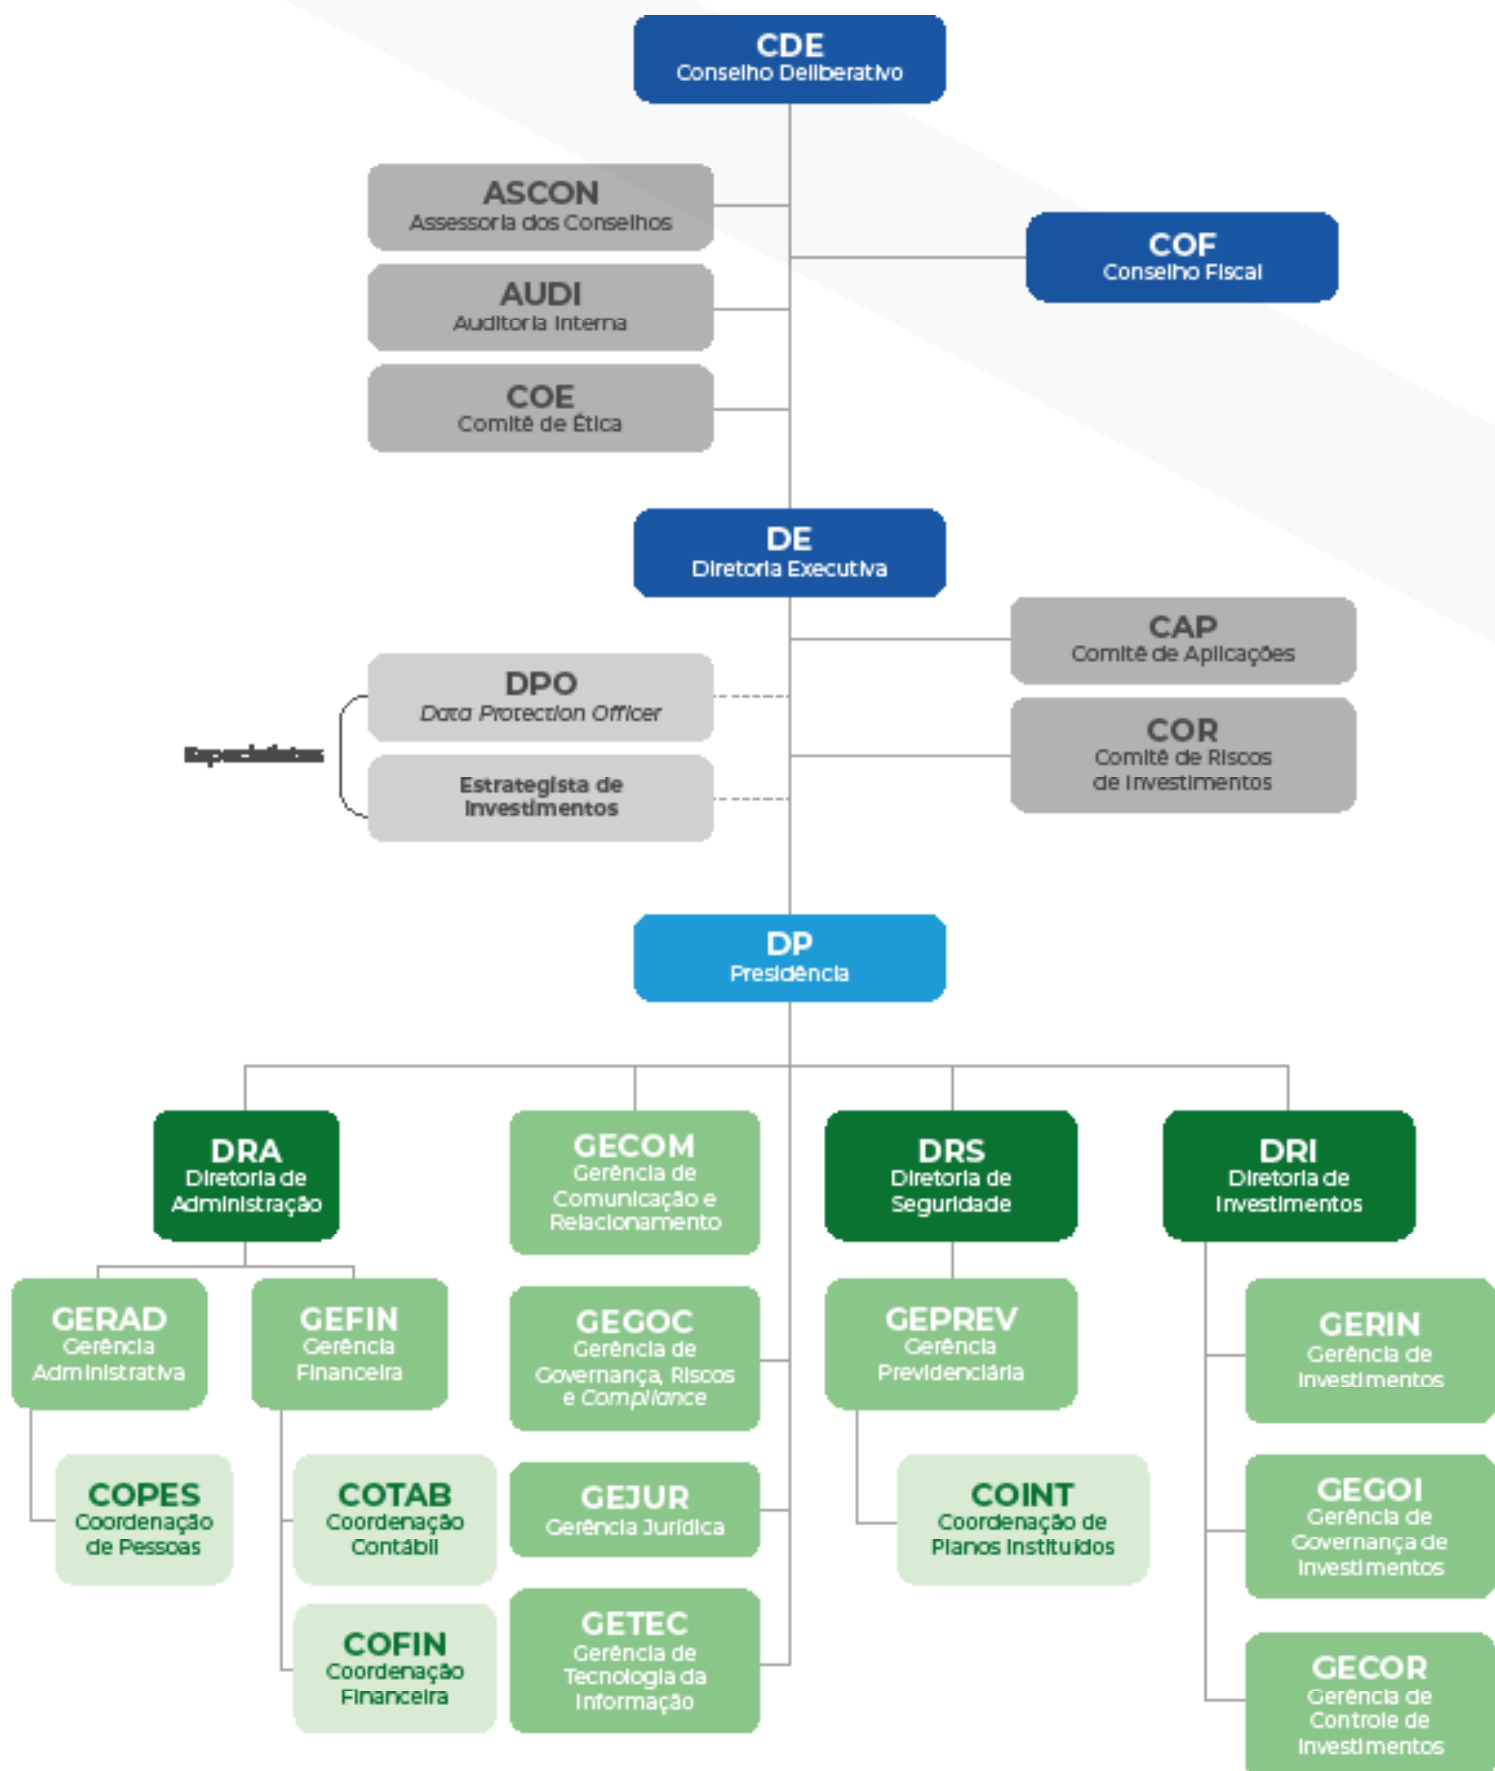 CDE
Conselho Deliberativo
ASCON
Assessoria dos Conselhos
COF
Conselho Fiscal
AUDI
Auditoria Interna
COE
Comitê de Ética
DE
Diretoria Executiva
CAP
Comitê de Aplicações
DPO
Data Protection Officer
COR
Comitê de Riscos
de Investimentos
Estrategista de
Investimentos
DP
Presidência
DRA
Diretoria de
Administração
GECOM
Gerência de
Comunicação e
Relacionamento
DRS
Diretoria de
Seguridade
DRI
Diretoria de
Investimentos
GERAD
Gerência
Administrativa
GEFIN
Gerência
Financeira
GEGOC
Gerência de
Governança, Riscos
e Compliance
GEPREV
Gerência
Previdenciária
GERIN
Gerência de
Investimentos
COPES
Coordenação
de Pessoas
COTAB
Coordenação
Contábil
GEJUR
Gerência Jurídica
COINT
Coordenação de
Planos Instituídos
GEGOI
Gerência de
Governança de
Investimentos
COFIN
Coordenação
Financeira
GETEC
Gerência de
Tecnologia da
Informação
GECOR
Gerência de
Controle de
Investimentos